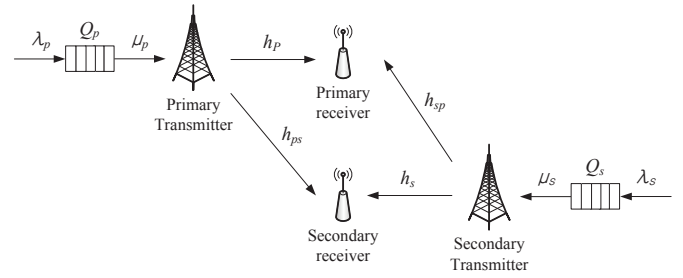 λp Qp μp
hP
Primary
receiver
Primary
Transmitter
hps
hsp
hs
Qs
μS λS
Secondary
receiver
Secondary
Transmitter